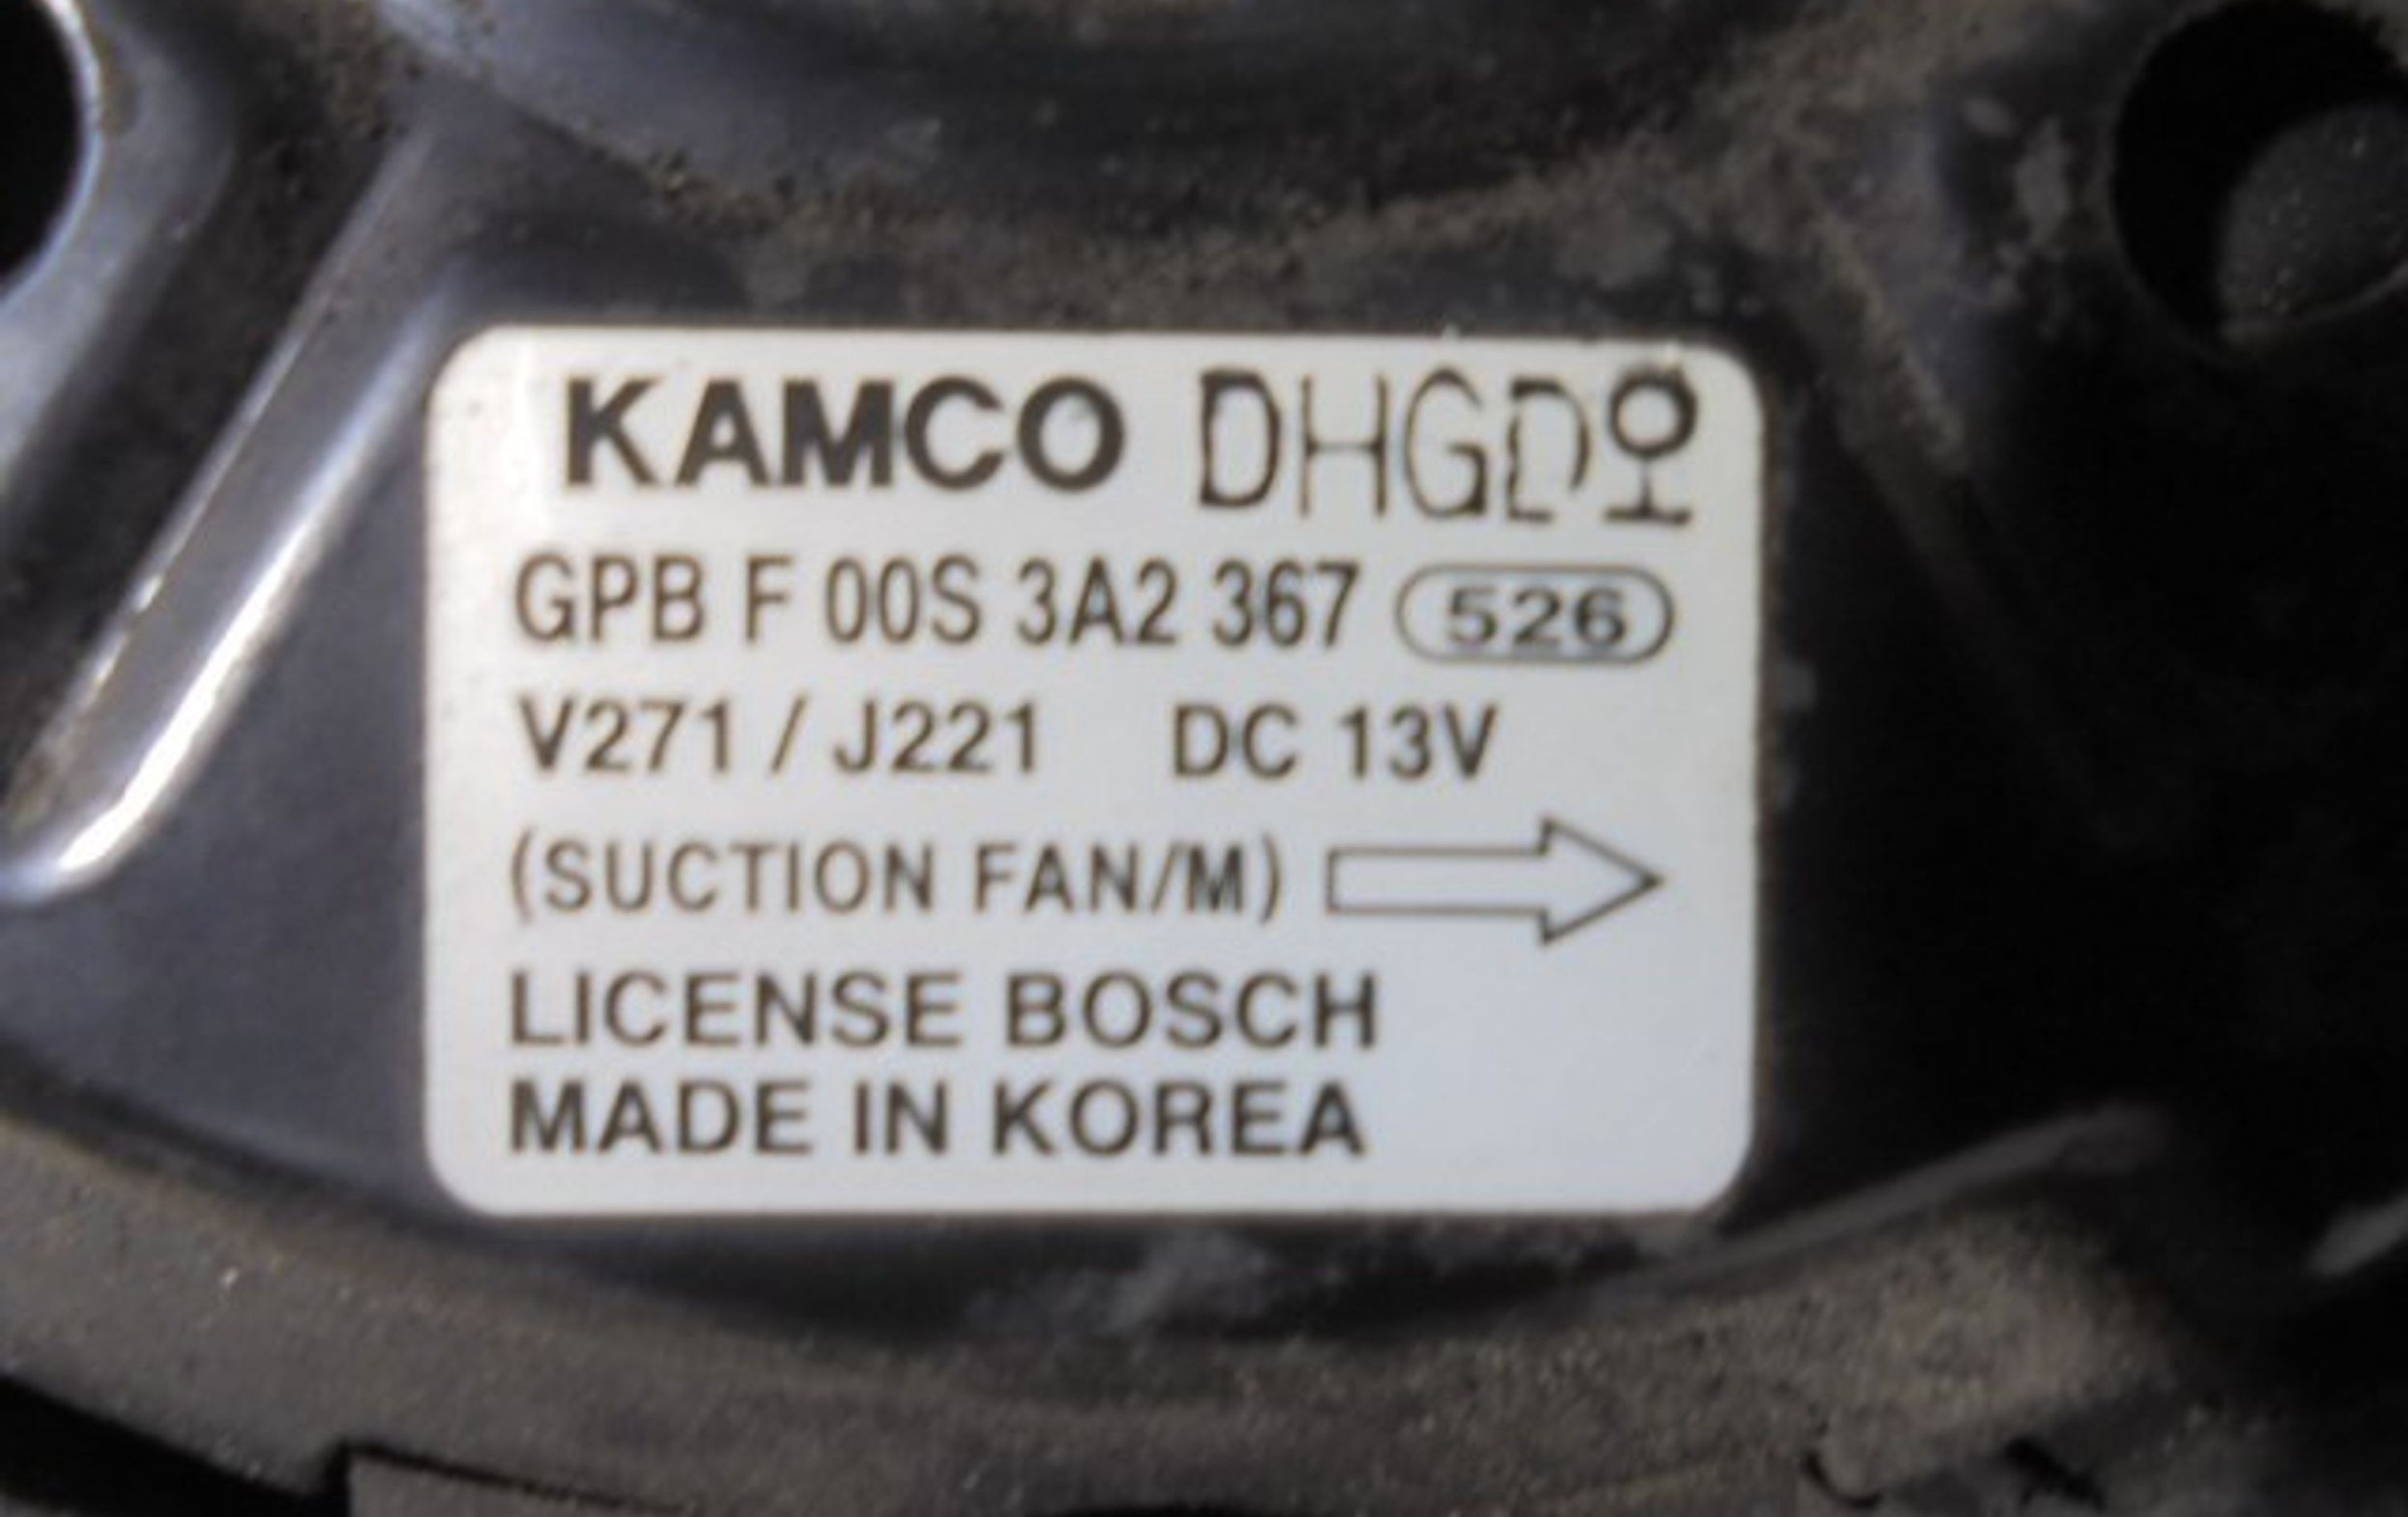 KAMCO DHGD
GPB F 00S 3A2 367 526
V271 / J221 DC 13V
(SUCTION FAN/M)
LICENSE BOSCH
MADE IN KOREA